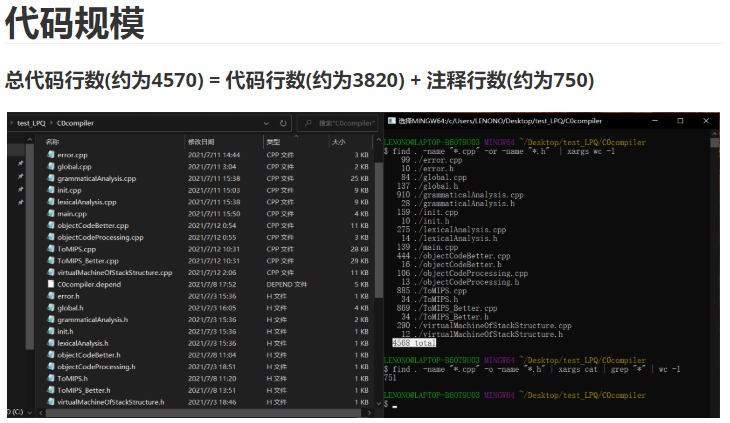 代码规模
总代码行数(约为4570) = 代码行数(约为3820) + 注释行数(约为750)
test_LPQ > C0compiler
搜索"C0compiler"
名称 修改日期 类型 大小
error.cpp 2021/7/11 14:44 CPP 文件 3 KB
global.cpp 2021/7/11 3:04 CPP 文件 2 KB
grammaticalAnalysis.cpp 2021/7/11 15:38 CPP 文件 25 KB
init.cpp 2021/7/11 15:03 CPP 文件 9 KB
lexicalAnalysis.cpp 2021/7/11 15:38 CPP 文件 9 KB
main.cpp 2021/7/11 15:50 CPP 文件 4 KB
objectCodeBetter.cpp 2021/7/12 0:54 CPP 文件 11 KB
objectCodeProcessing.cpp 2021/7/12 0:55 CPP 文件 3 KB
ToMIPS.cpp 2021/7/12 10:31 CPP 文件 28 KB
ToMIPS_Better.cpp 2021/7/12 10:31 CPP 文件 29 KB
virtualMachineOfStackStructure.cpp 2021/7/12 2:06 CPP 文件 11 KB
C0compiler.depend 2021/7/8 17:52 DEPEND 文件 5 KB
error.h 2021/7/3 15:36 H 文件 1 KB
global.h 2021/7/3 16:05 H 文件 4 KB
grammaticalAnalysis.h 2021/7/3 15:36 H 文件 2 KB
init.h 2021/7/3 15:36 H 文件 1 KB
lexicalAnalysis.h 2021/7/3 15:36 H 文件 1 KB
objectCodeBetter.h 2021/7/8 11:04 H 文件 1 KB
objectCodeProcessing.h 2021/7/3 18:51 H 文件 1 KB
ToMIPS.h 2021/7/8 11:20 H 文件 1 KB
ToMIPS_Better.h 2021/7/8 13:51 H 文件 1 KB
virtualMachineOfStackStructure.h 2021/7/3 18:46 H 文件 1 KB
(C:)
选择MINGW64:/c/Users/LENONO/Desktop/test_LPQ/C0compiler
LENONO@LAPTOP-B6OT9U03 MINGW64 ~/Desktop/test_LPQ/C0compiler
$ find . -name "*.cpp" -or -name "*.h" | xargs wc -l
99 ./error.cpp
10 ./error.h
84 ./global.cpp
137 ./global.h
910 ./grammaticalAnalysis.cpp
28 ./grammaticalAnalysis.h
159 ./init.cpp
10 ./init.h
275 ./lexicalAnalysis.cpp
14 ./lexicalAnalysis.h
139 ./main.cpp
444 ./objectCodeBetter.cpp
16 ./objectCodeBetter.h
106 ./objectCodeProcessing.cpp
13 ./objectCodeProcessing.h
885 ./ToMIPS.cpp
34 ./ToMIPS.h
869 ./ToMIPS_Better.cpp
34 ./ToMIPS_Better.h
290 ./virtualMachineOfStackStructure.cpp
12 ./virtualMachineOfStackStructure.h
4568 total
LENONO@LAPTOP-B6OT9U03 MINGW64 ~/Desktop/test_LPQ/C0compiler
$ find . -name "*.cpp" -o -name "*.h" | xargs cat | grep "*" | wc -l
751
LENONO@LAPTOP-B6OT9U03 MINGW64 ~/Desktop/test_LPQ/C0compiler
$